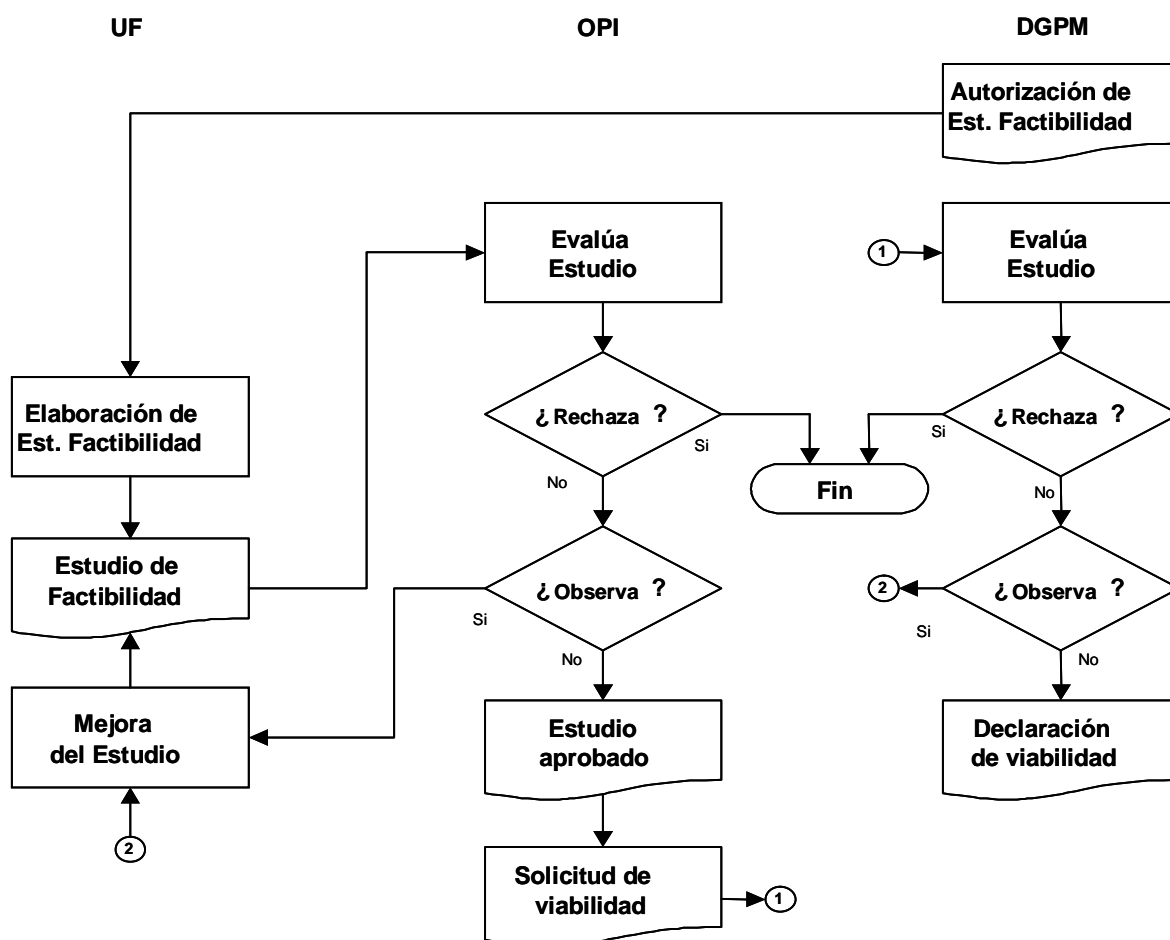 UF
OPI
DGPM
Autorización de
Est. Factibilidad
Evalúa
Estudio
1
Evalúa
Estudio
Elaboración de
Est. Factibilidad
¿ Rechaza ?
Si
No
¿ Rechaza ?
Si
No
Fin
Estudio de
Factibilidad
¿ Observa ?
Si
No
2
¿ Observa ?
Si
No
Mejora
del Estudio
Estudio
aprobado
Declaración
de viabilidad
2
Solicitud de
viabilidad
1